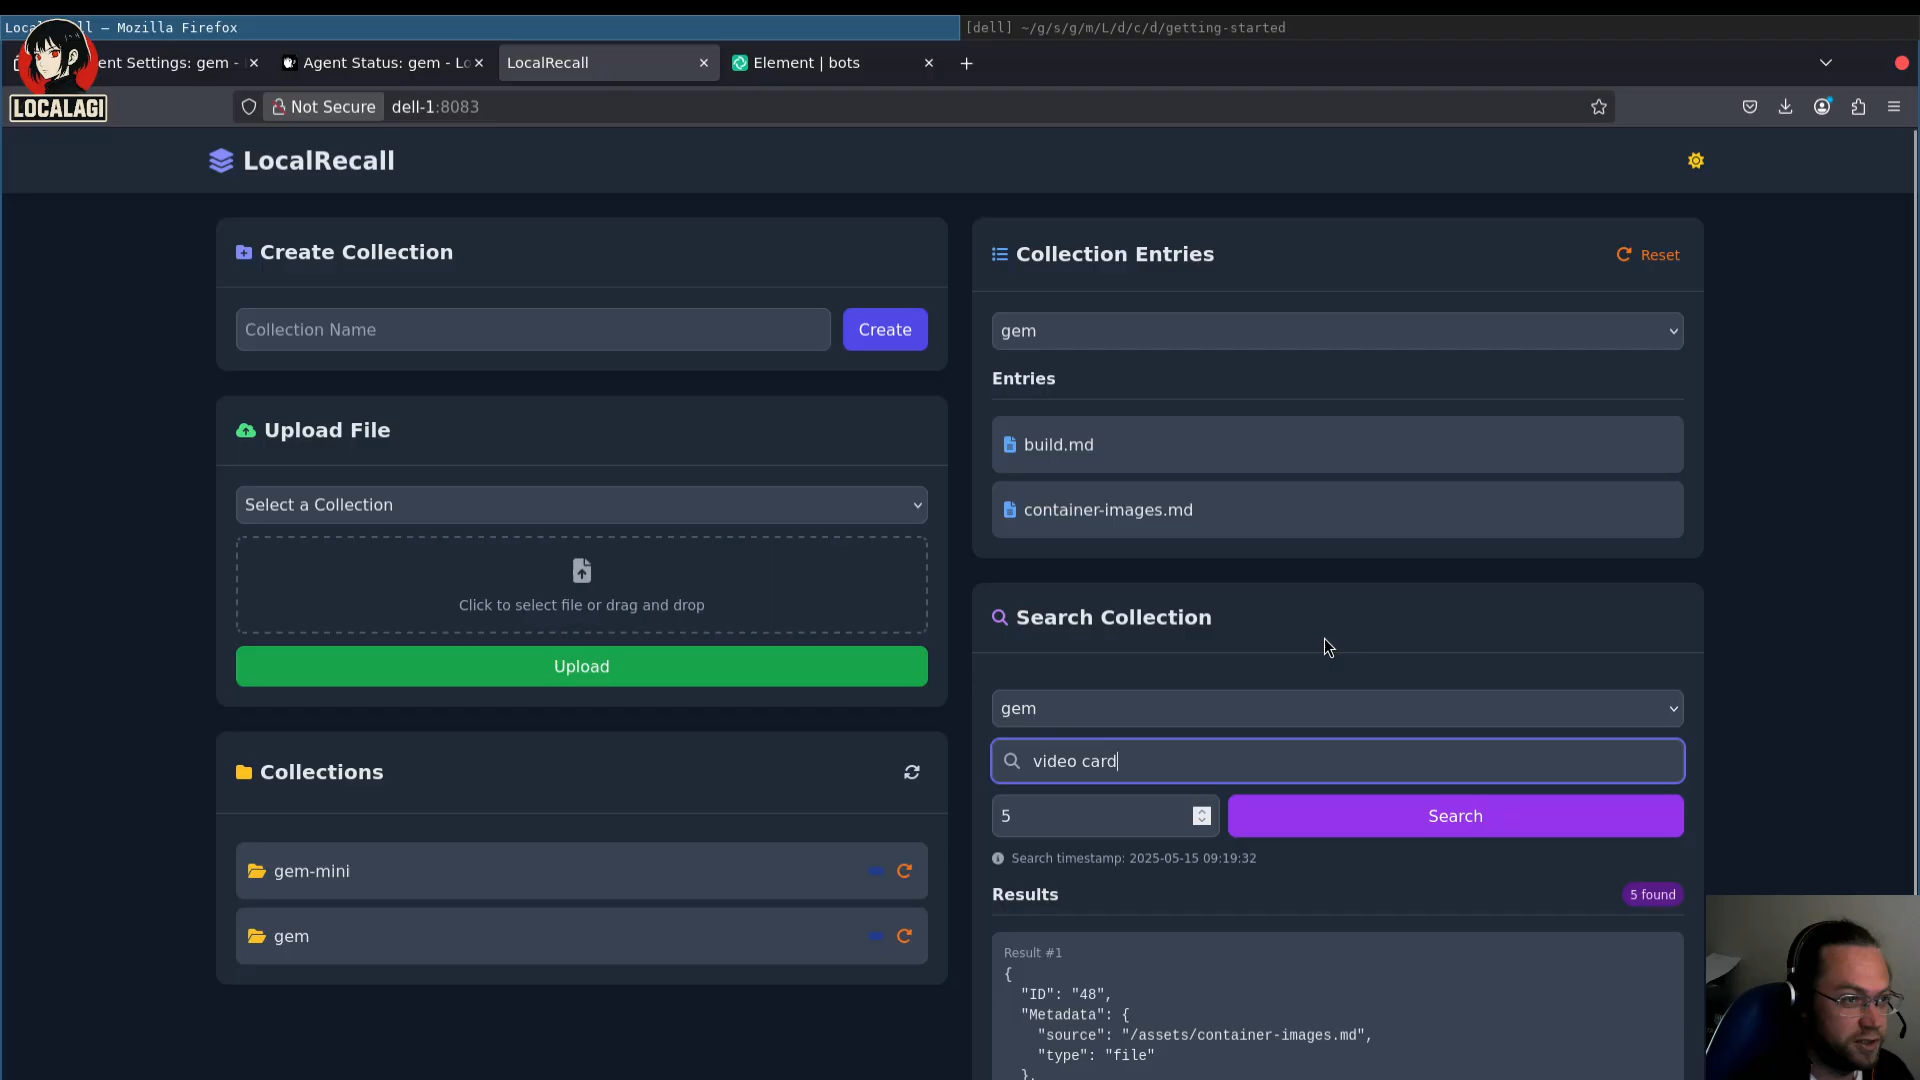 Local
ll — Mozilla Firefox
[dell] ~/g/s/g/m/L/d/c/d/getting-started
ent Settings: gem -
Agent Status: gem - Lo
LocalRecall
Element | bots
LOCALAGI
Not Secure
dell-1:8083
LocalRecall
Create Collection
Collection Name
Create
Upload File
Select a Collection
Click to select file or drag and drop
Upload
Collections
gem-mini
gem
Collection Entries
Reset
gem
Entries
build.md
container-images.md
Search Collection
gem
video card
5
Search
Search timestamp: 2025-05-15 09:19:32
Results
5 found
Result #1
{
"ID": "48",
"Metadata": {
"source": "/assets/container-images.md",
"type": "file"
},